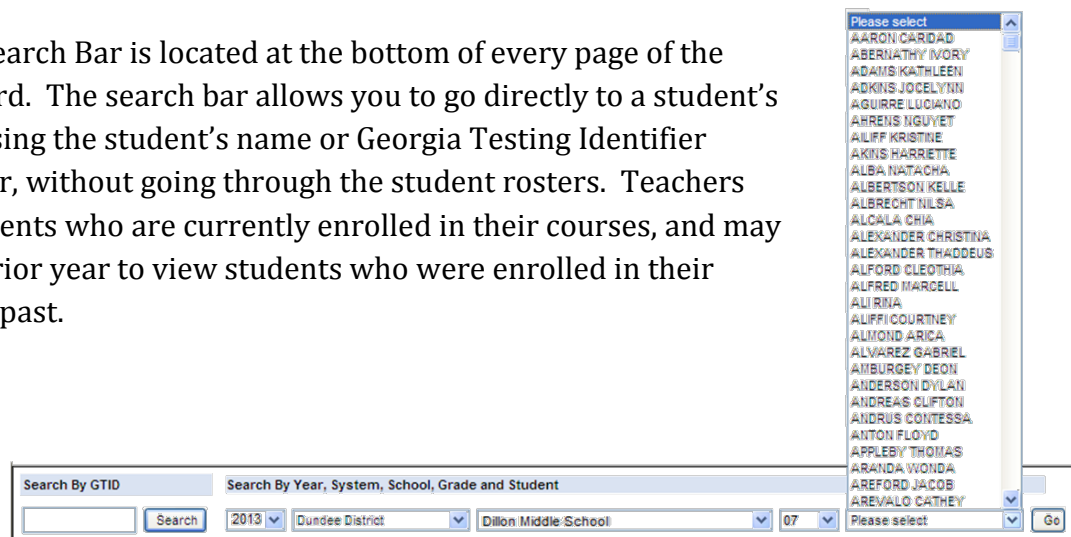 earch Bar is located at the bottom of every page of the
rd. The search bar allows you to go directly to a student’s
sing the student’s name or Georgia Testing Identifier
r, without going through the student rosters. Teachers
ents who are currently enrolled in their courses, and may
rior year to view students who were enrolled in their
past.
Please select
AARON CARIDAD
ABERNATHY IVORY
ADAMS KATHLEEN
ADKINS JOCELYNN
AGUIRRE LUCIANO
AHRENS NGUYET
AILIFF KRISTINE
AKINS HARRIETTE
ALBA NATACHA
ALBERTSON KELLE
ALBRECHT NILSA
ALCALA CHIA
ALEXANDER CHRISTINA
ALEXANDER THADDEUS
ALFORD CLEOTHIA
ALFRED MARCELL
ALI RINA
ALIFFI COURTNEY
ALMOND ARICA
ALVAREZ GABRIEL
AMBURGEY DEON
ANDERSON DYLAN
ANDREAS CLIFTON
ANDRUS CONTESSA
ANTON FLOYD
APPLEBY THOMAS
ARANDA WONDA
AREFORD JACOB
AREVALO CATHEY
Search By GTID Search By Year, System, School, Grade and Student
Search 2013 Dundee District Dillon Middle School 07 Please select Go